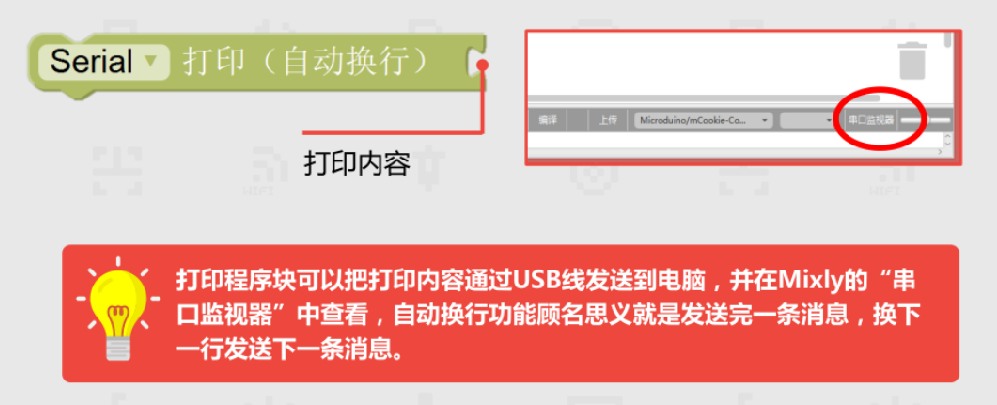 Serial 打印（自动换行）
打印内容
编译 上传 Microduino/mCookie-Co... 串口监视器
打印程序块可以把打印内容通过USB线发送到电脑，并在Mixly的“串
口监视器”中查看，自动换行功能顾名思义就是发送完一条消息，换下
一行发送下一条消息。